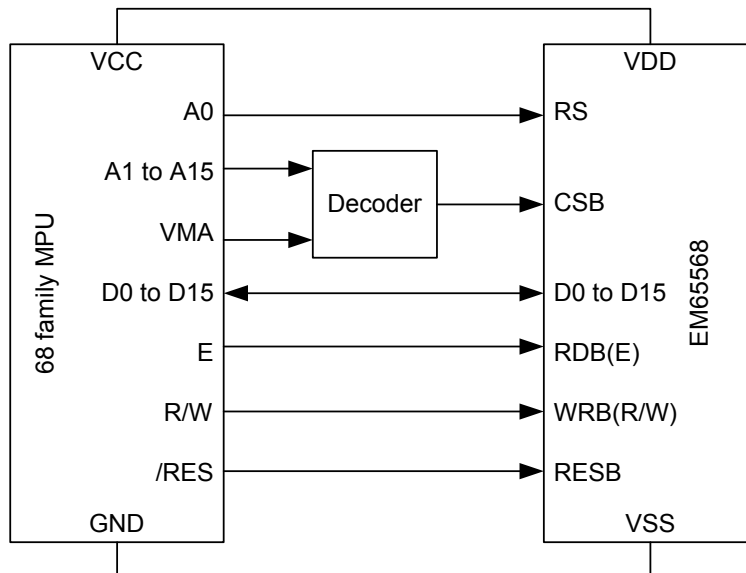 VCC
A0
A1 to A15
VMA
D0 to D15
E
R/W
/RES
GND
68 family MPU
Decoder
VDD
RS
CSB
D0 to D15
RDB(E)
WRB(R/W)
RESB
VSS
EM65568